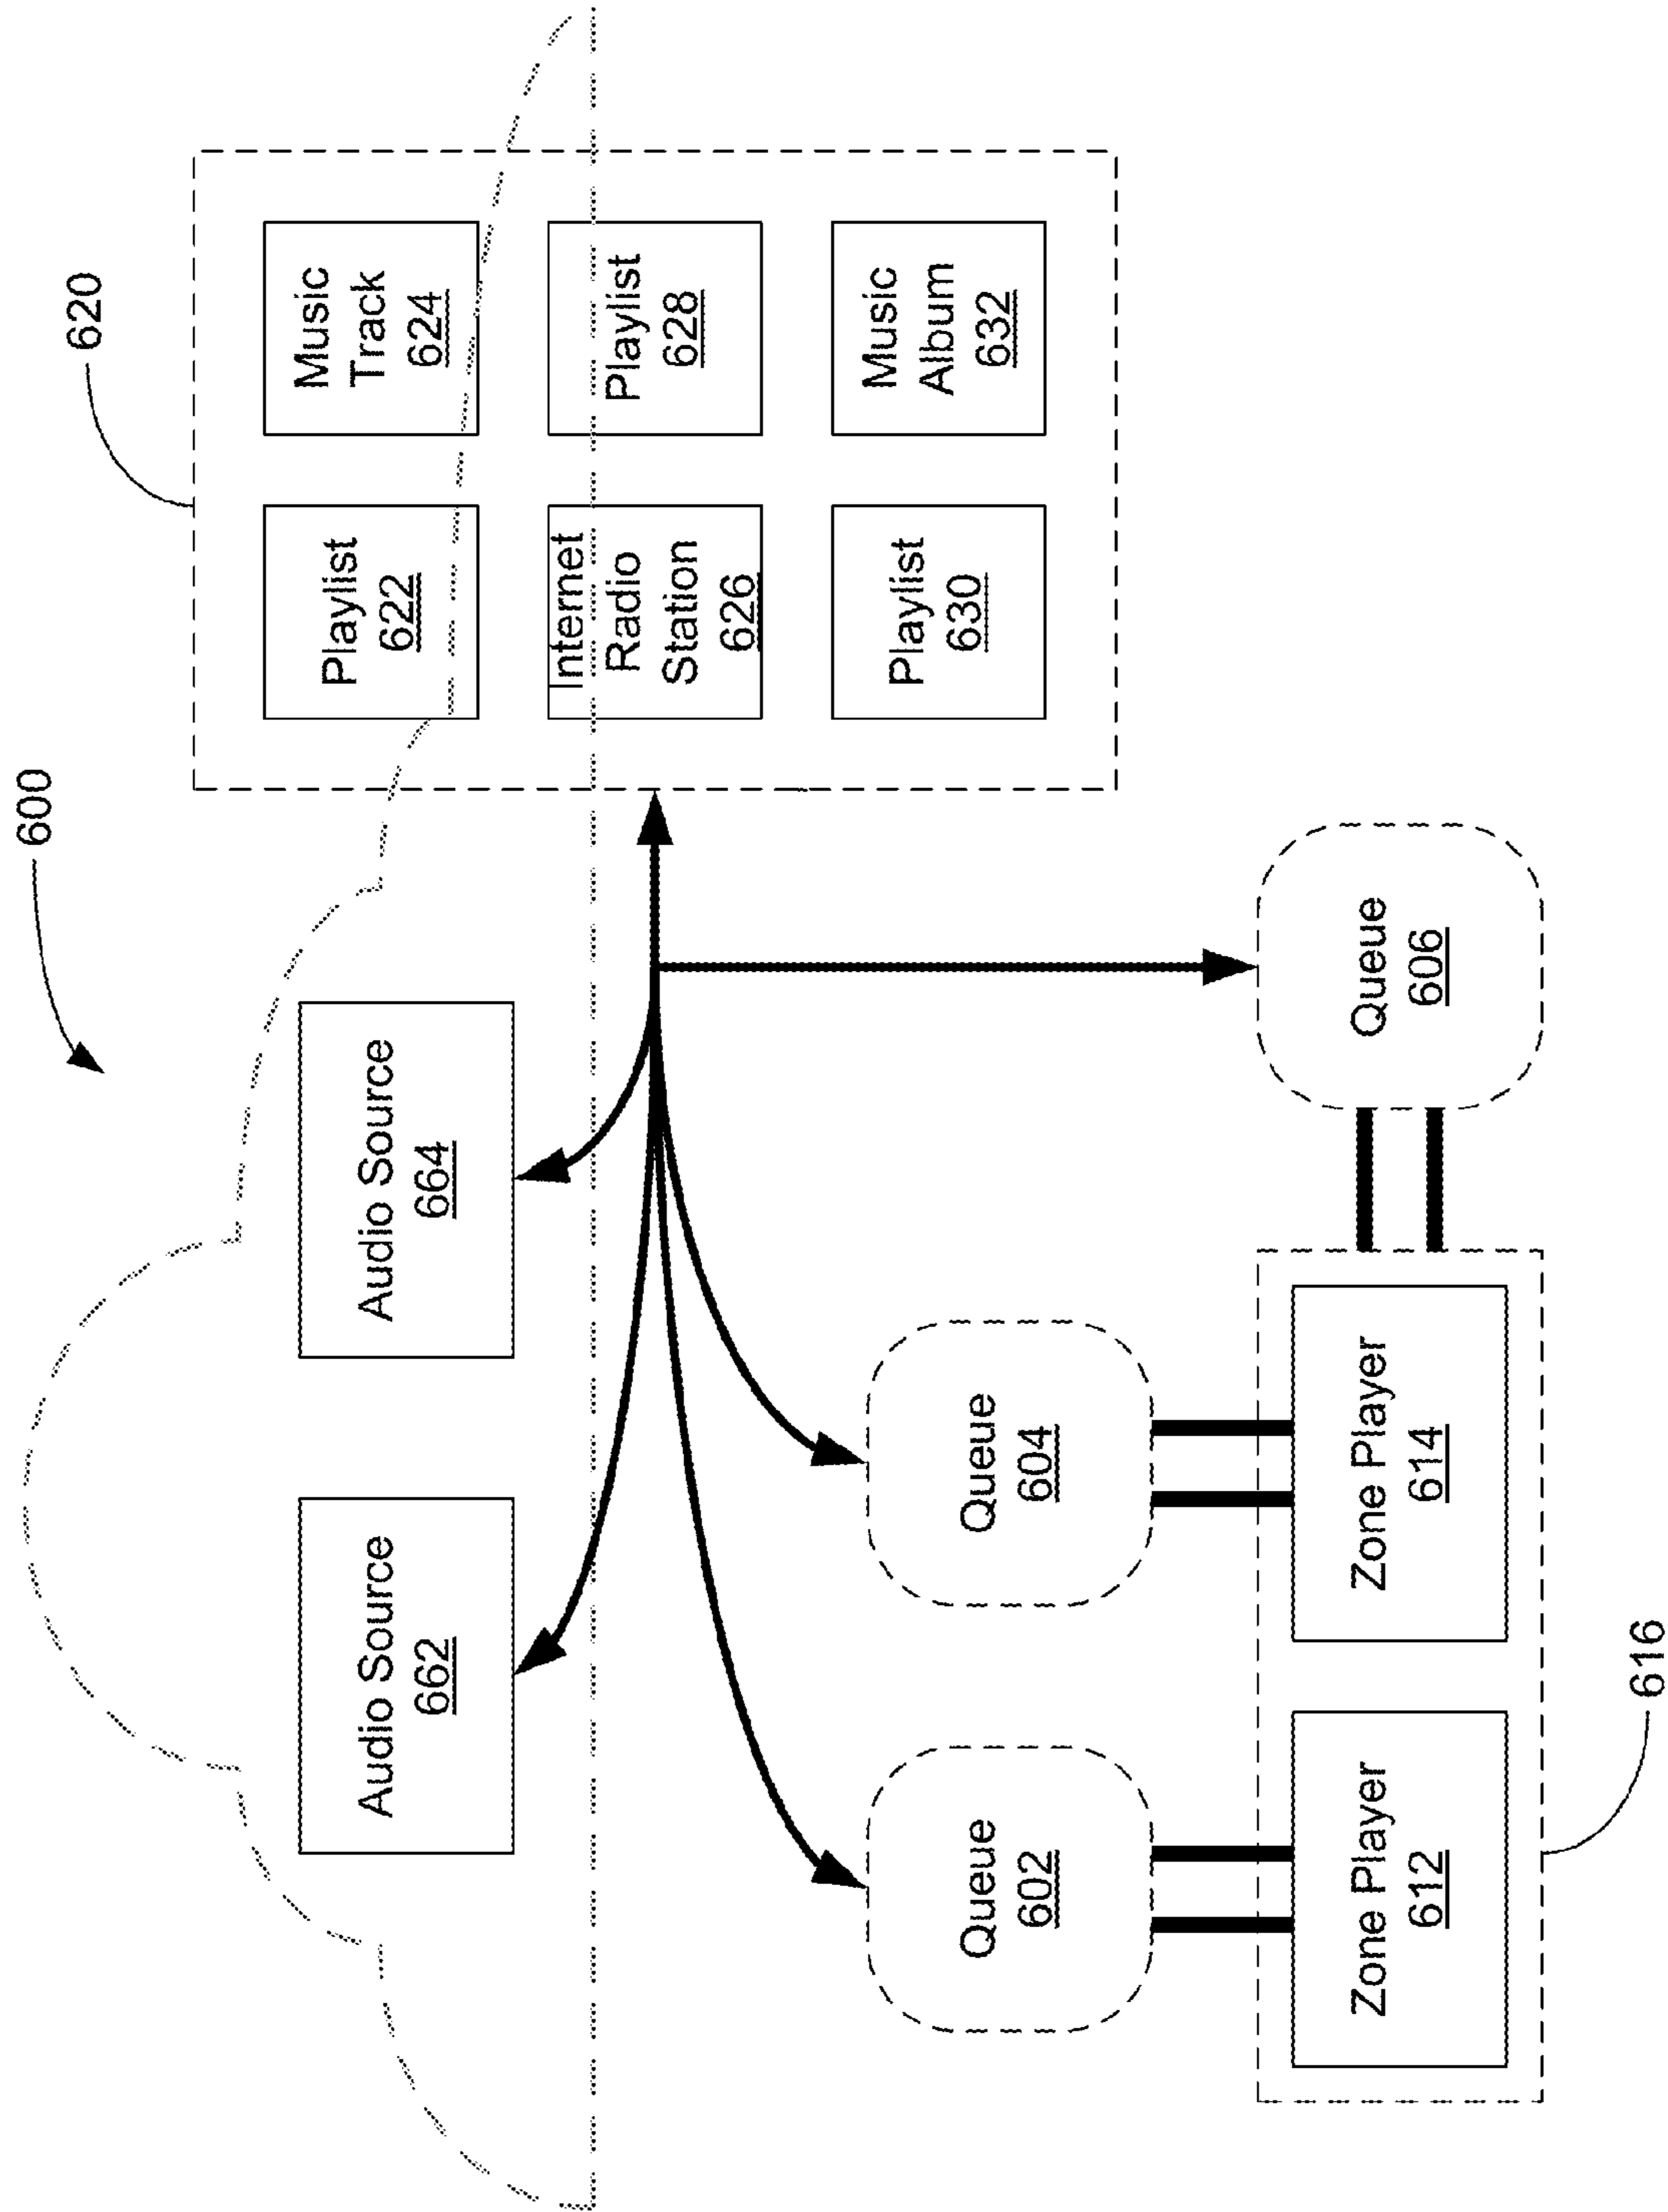 600
620
Audio Source
662
Audio Source
664
Playlist
622
Music
Track
624
Internet
Radio
Station
626
Playlist
628
Playlist
630
Music
Album
632
Queue
602
Queue
604
Queue
606
Zone Player
612
Zone Player
614
616